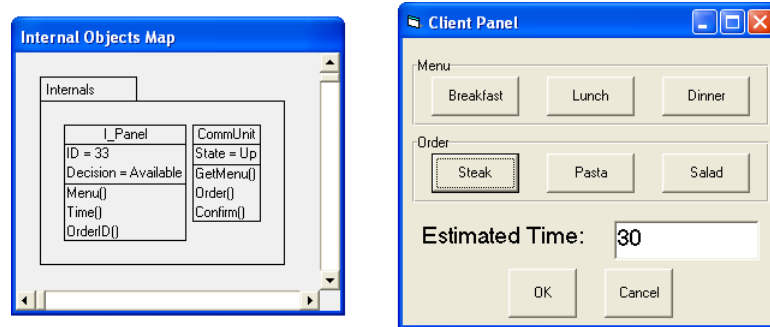 Internal Objects Map
Internals
I_Panel
ID = 33
Decision = Available
Menu()
Time()
OrderID()
CommUnit
State = Up
GetMenu()
Order()
Confirm()
Client Panel
Menu
Breakfast Lunch Dinner
Order
Steak Pasta Salad
Estimated Time: 30
OK Cancel